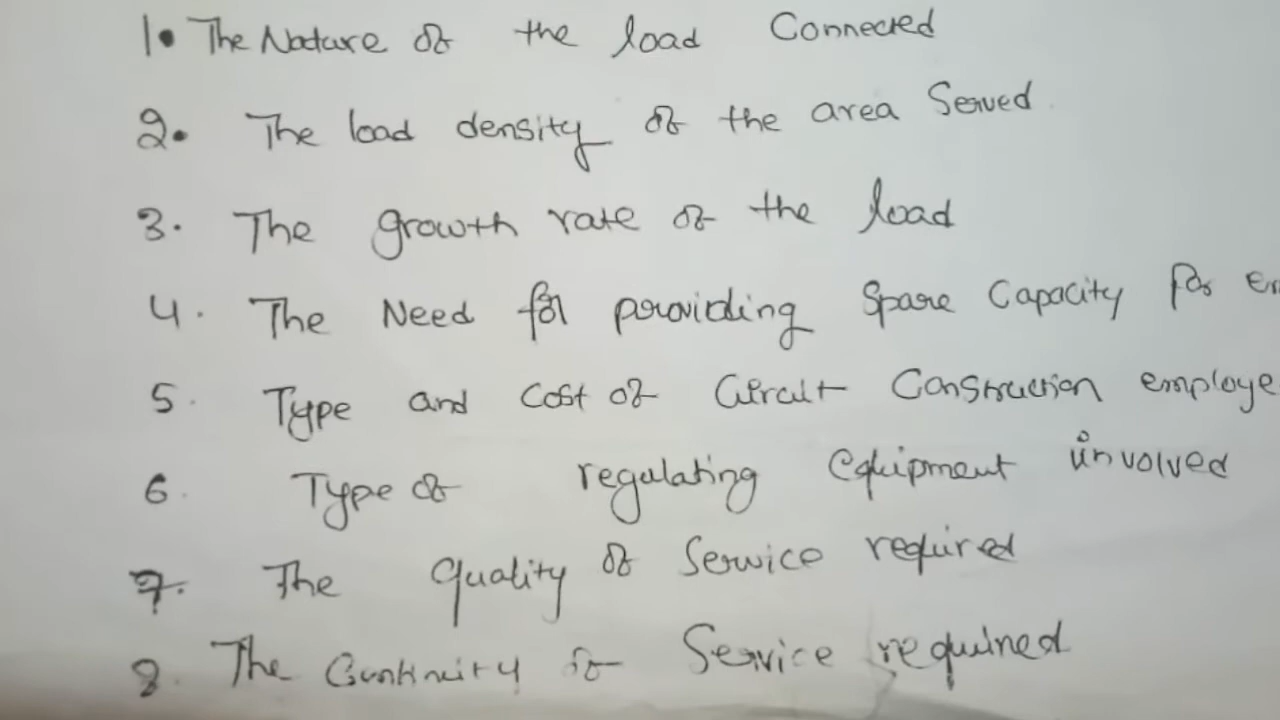 1. The Nature of the load Connected
2. The load density of the area Served
3. The growth rate of the load
4. The Need for providing Spare Capacity for
5. Type and Cost of Circuit Construction employe
6. Type of regulating equipment involved
7. The quality of Service required
8. The Continuity of Service required